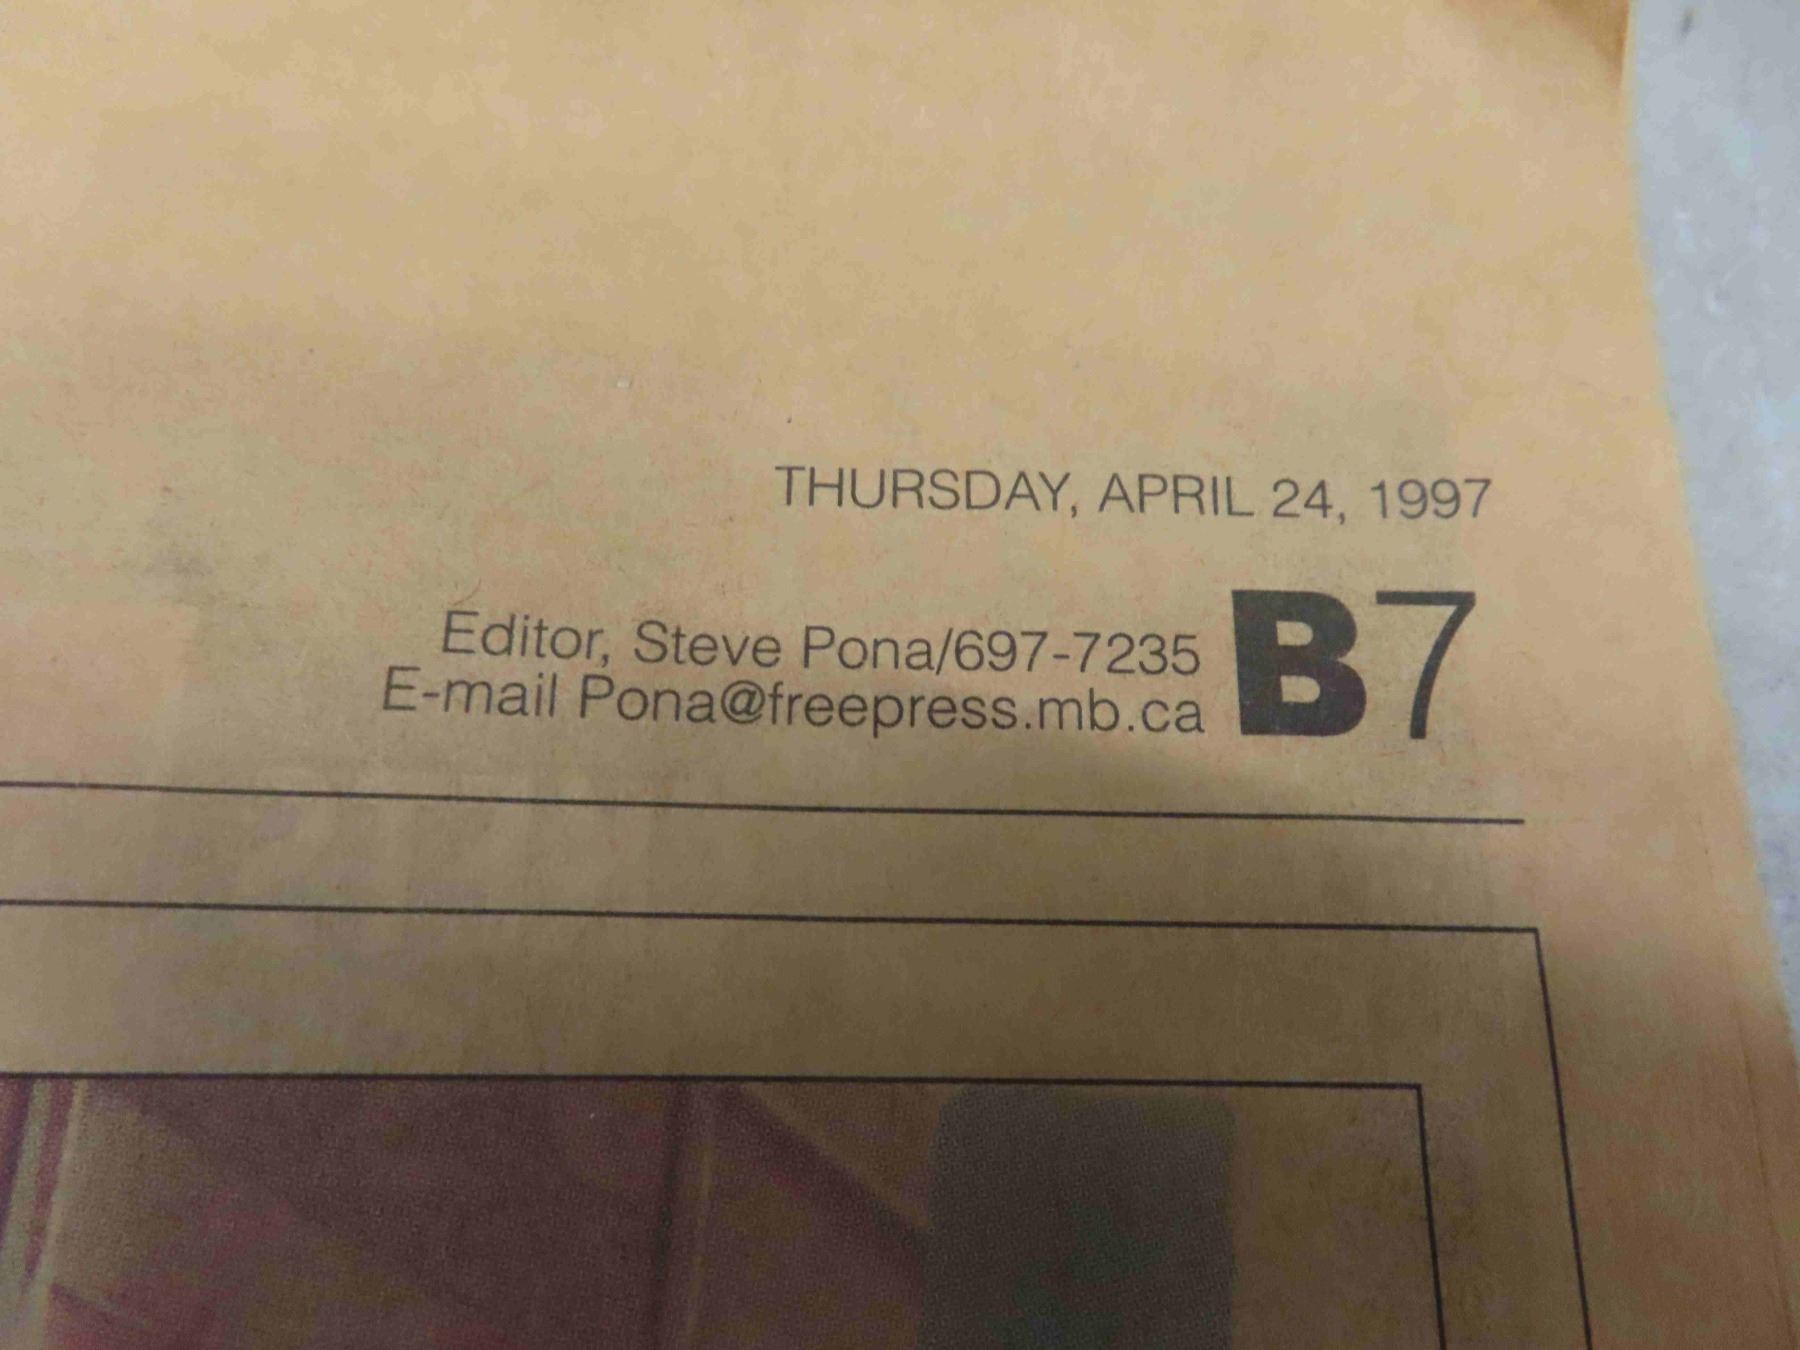 THURSDAY, APRIL 24, 1997
Editor, Steve Pona/697-7235
E-mail Pona@freepress.mb.ca
B7